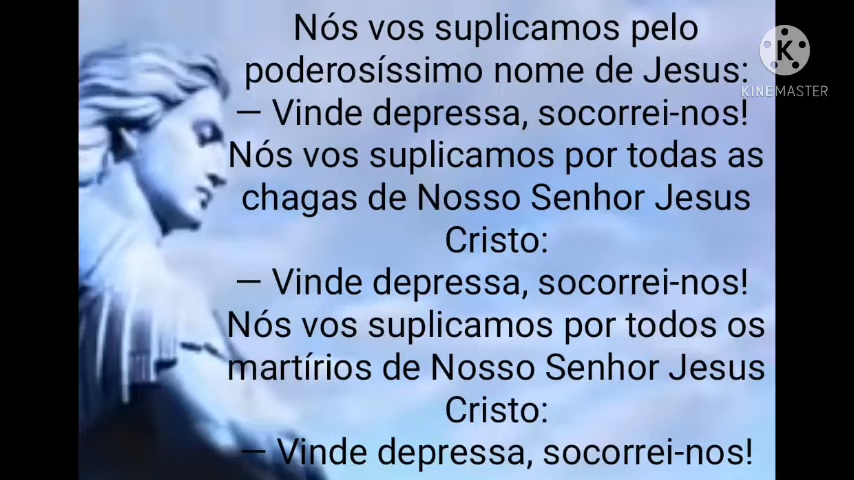 Nós vos suplicamos pelo
poderosíssimo nome de Jesus:
— Vinde depressa, socorrei-nos!
Nós vos suplicamos por todas as
chagas de Nosso Senhor Jesus
Cristo:
— Vinde depressa, socorrei-nos!
Nós vos suplicamos por todos os
martírios de Nosso Senhor Jesus
Cristo:
— Vinde depressa, socorrei-nos!
K
KINEMASTER